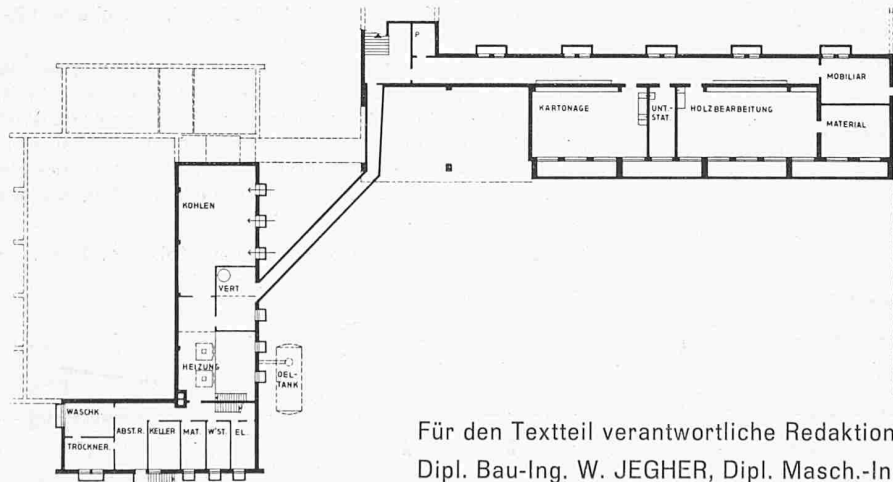 P.
MOBILIAR
KARTONAGE
UNT.-
STAT.
HOLZBEARBEITUNG
MATERIAL
KOHLEN
VERT
HEIZUNG
OEL-
TANK
WASCHK.
TRÖCKNER.
ABST.R.
KELLER
MAT.
W'ST.
EL.
Für den Textteil verantwortliche Redaktion
Dipl. Bau-Ing. W. JEGHER, Dipl. Masch.-In